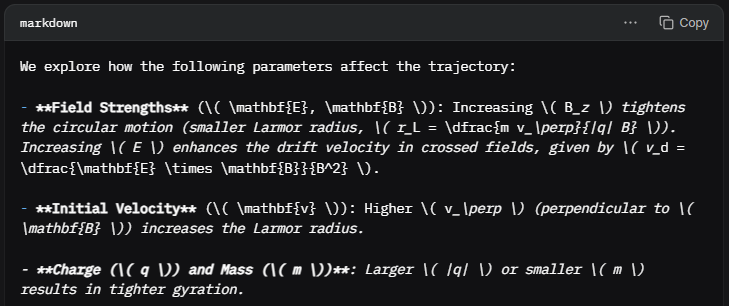 markdown
... Copy
We explore how the following parameters affect the trajectory:
- **Field Strengths** (\( \mathbf{E}, \mathbf{B} \)): Increasing \( B_z \) tightens
the circular motion (smaller Larmor radius, \( r_L = \dfrac{m v_\perp}{|q| B} \)).
Increasing \( E \) enhances the drift velocity in crossed fields, given by \( v_d =
\dfrac{\mathbf{E} \times \mathbf{B}}{B^2} \).
- **Initial Velocity** (\( \mathbf{v} \)): Higher \( v_\perp \) (perpendicular to \(
\mathbf{B} \)) increases the Larmor radius.
- **Charge (\( q \)) and Mass (\( m \))**: Larger \( |q| \) or smaller \( m \)
results in tighter gyration.